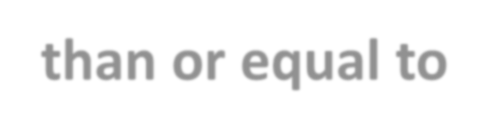 than or equal to